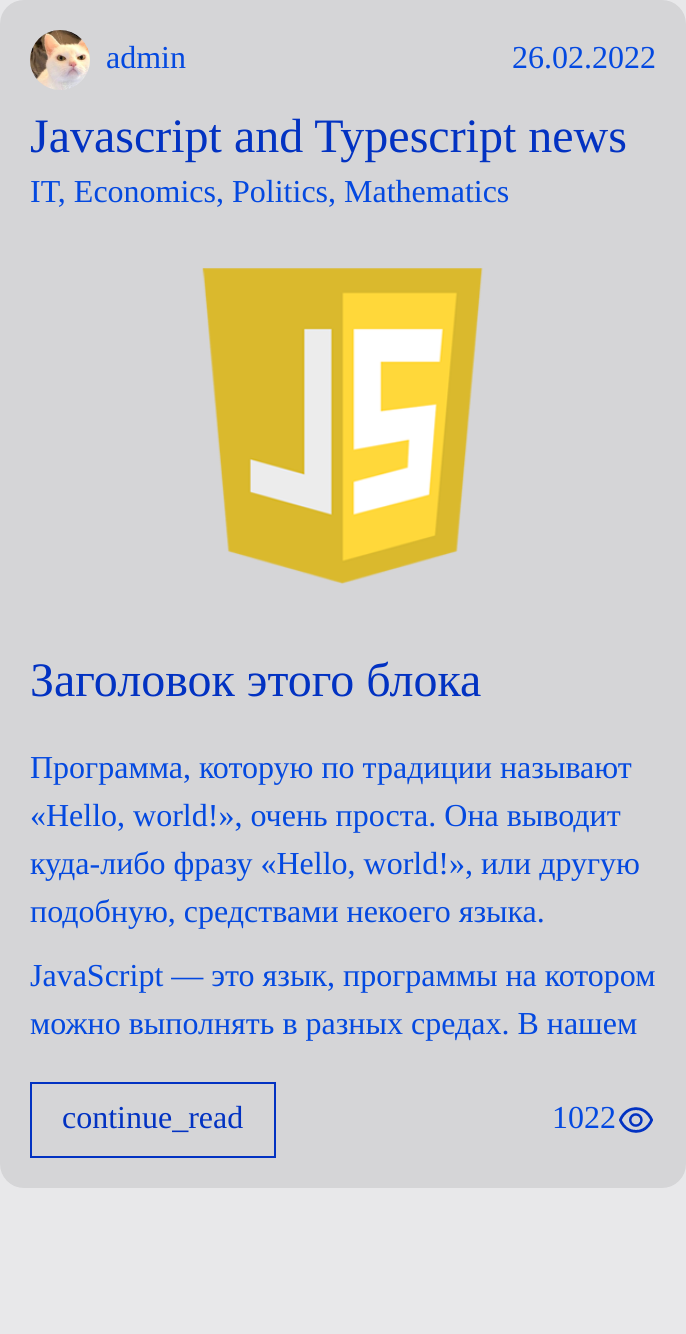 admin 26.02.2022
Javascript and Typescript news
IT, Economics, Politics, Mathematics
JS
Заголовок этого блока
Программа, которую по традиции называют
«Hello, world!», очень проста. Она выводит
куда-либо фразу «Hello, world!», или другую
подобную, средствами некоего языка.
JavaScript — это язык, программы на котором
можно выполнять в разных средах. В нашем
continue_read 1022